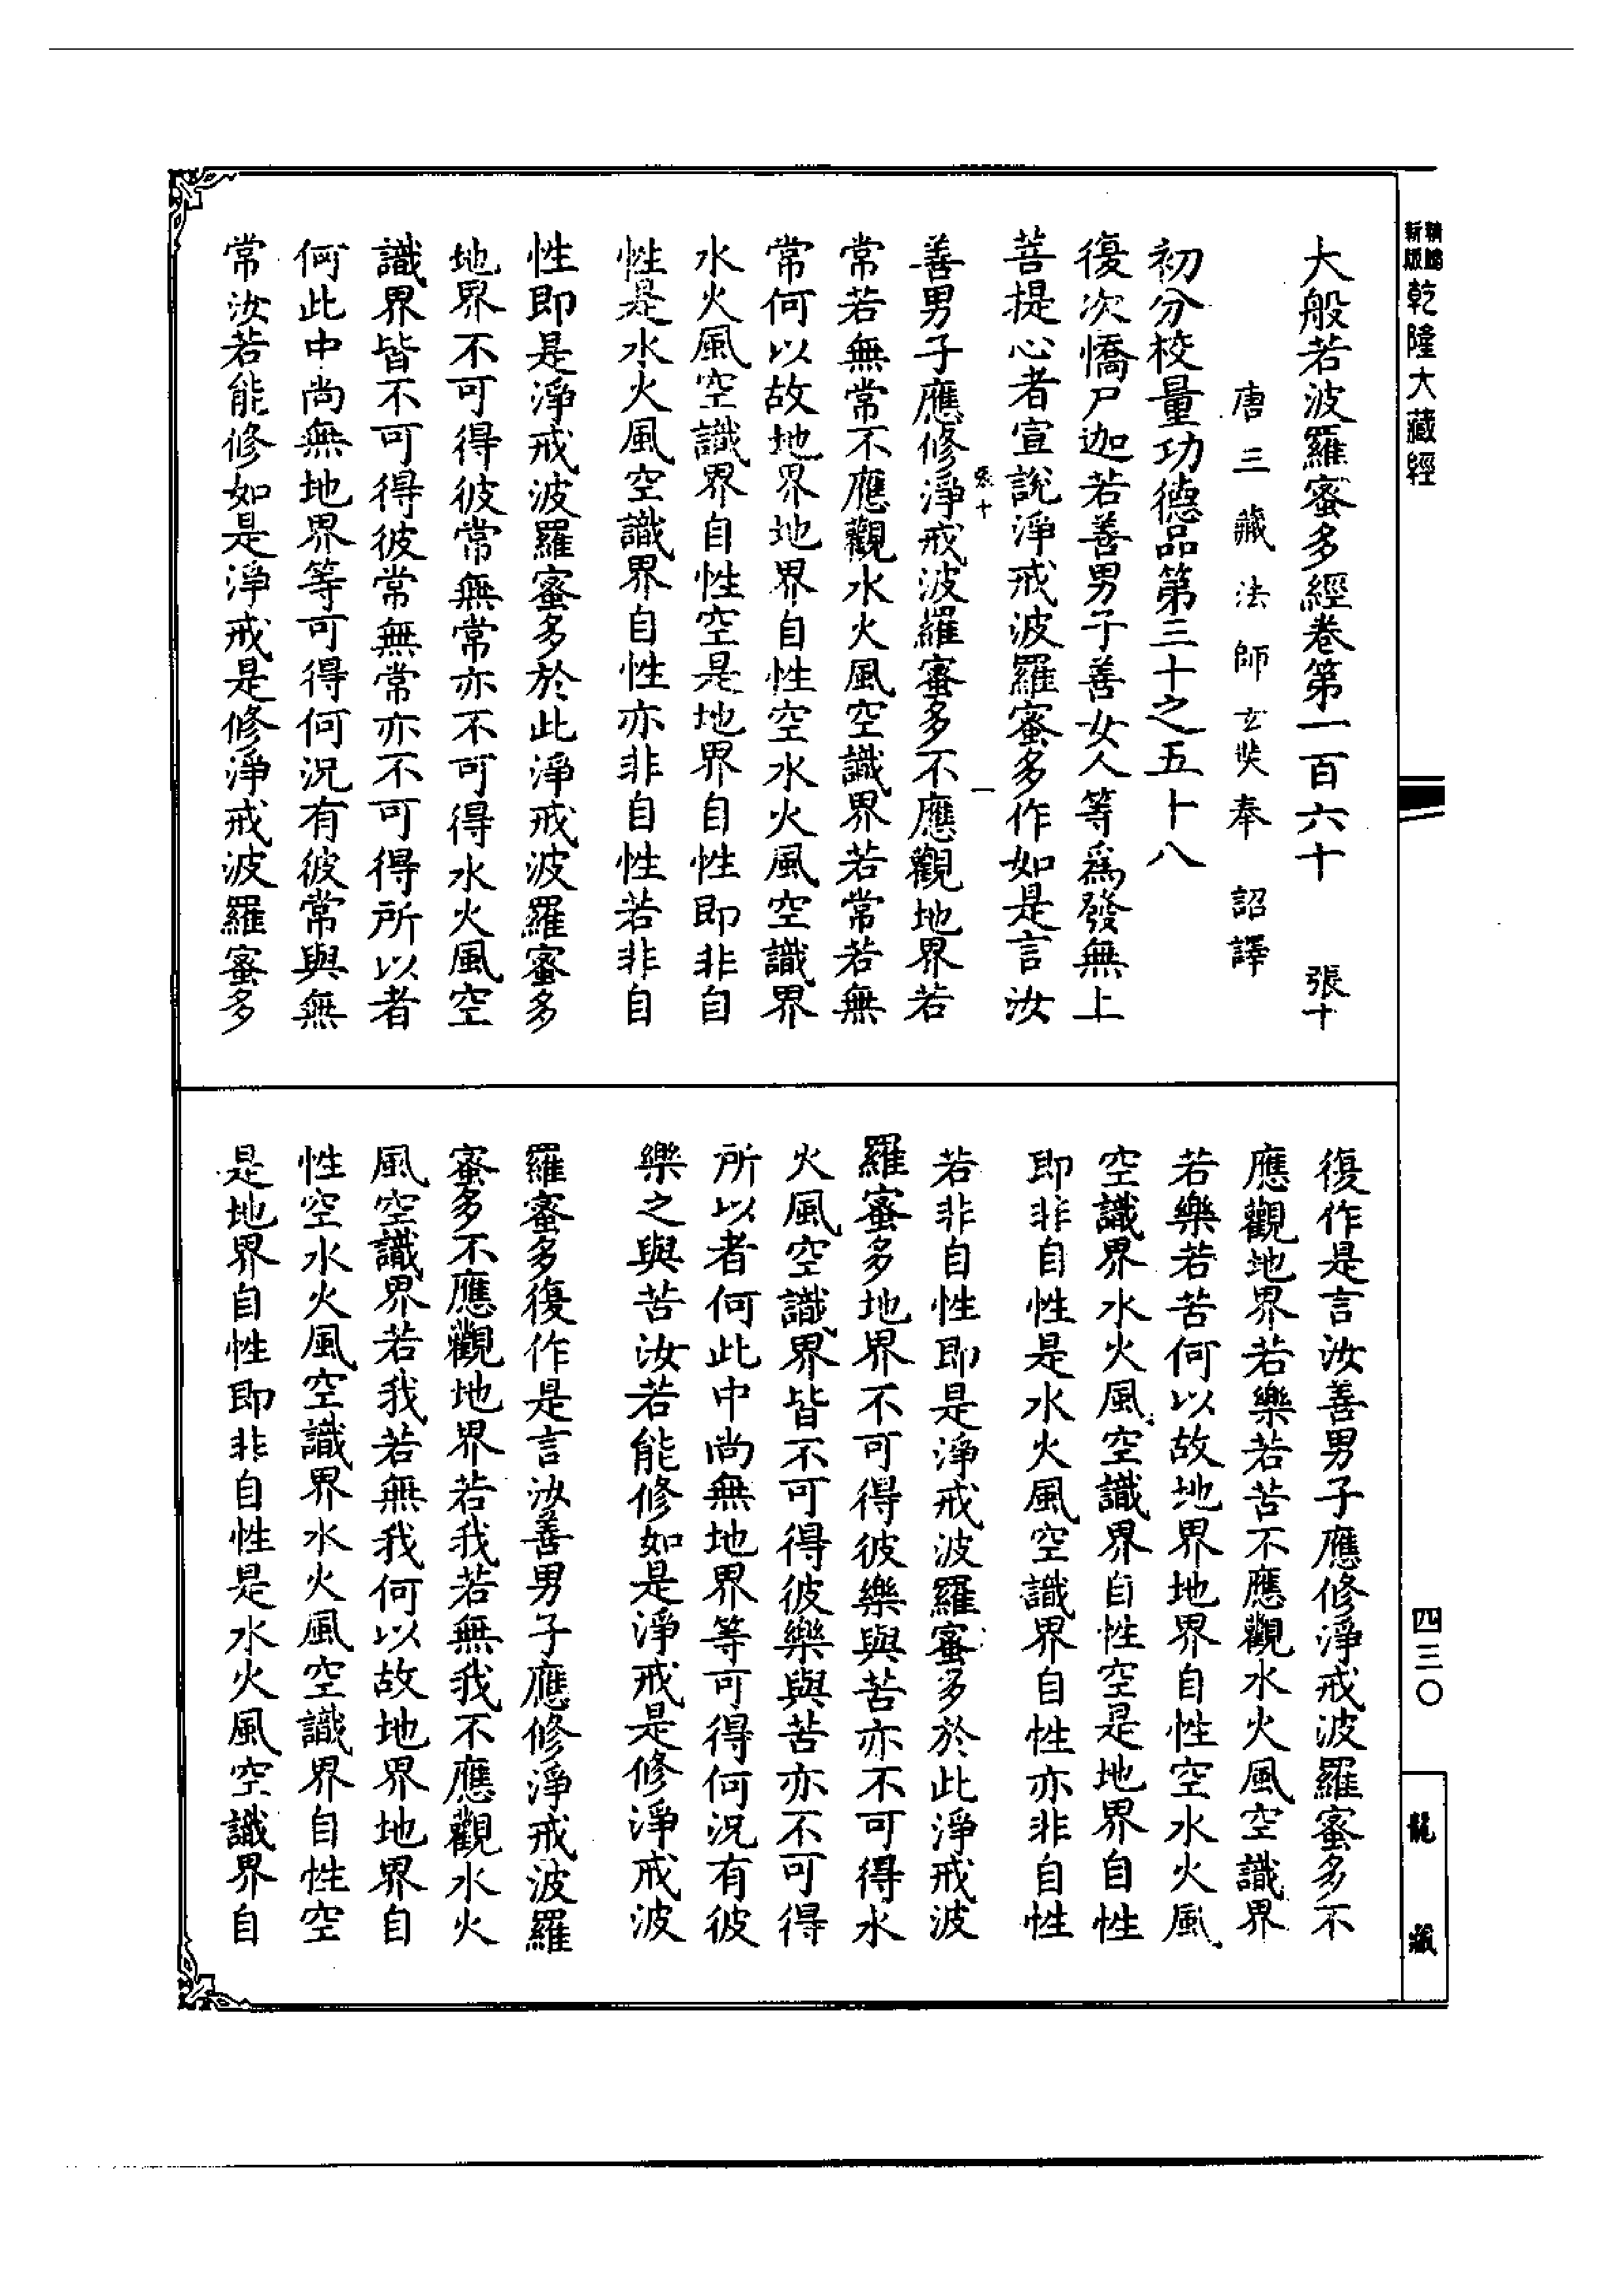 新版
乾隆大藏經
大般若波羅蜜多經卷第一百六十 張十
唐三藏法師玄奘奉 詔譯
初分校量功德品第三十之五十八
復次憍尸迦若善男子善女人等爲發無上
菩提心者宣說淨戒波羅蜜多作如是言汝
善男子應修淨戒波羅蜜多不應觀地界若
常若無常不應觀水火風空識界若常若無
常何以故地界地界自性空水火風空識界
水火風空識界自性空是地界自性即非自
性是水火風空識界自性亦非自性若非自
性即是淨戒波羅蜜多於此淨戒波羅蜜多
地界不可得彼常無常亦不可得水火風空
識界皆不可得彼常無常亦不可得所以者
何此中尚無地界等可得何況有彼常與無
常汝若能修如是淨戒是修淨戒波羅蜜多
復作是言汝善男子應修淨戒波羅蜜多不
應觀地界若樂若苦不應觀水火風空識界
若樂若苦何以故地界地界自性空水火風
空識界水火風空識界自性空是地界自性
即非自性是水火風空識界自性亦非自性
若非自性即是淨戒波羅蜜多於此淨戒波
羅蜜多地界不可得彼樂與苦亦不可得水
火風空識界皆不可得彼樂與苦亦不可得
所以者何此中尚無地界等可得何況有彼
樂之與苦汝若能修如是淨戒是修淨戒波
羅蜜多復作是言汝善男子應修淨戒波羅
蜜多不應觀地界若我若無我不應觀水火
風空識界若我若無我何以故地界地界自
性空水火風空識界水火風空識界自性空
是地界自性即非自性是水火風空識界自
四三〇
龍藏